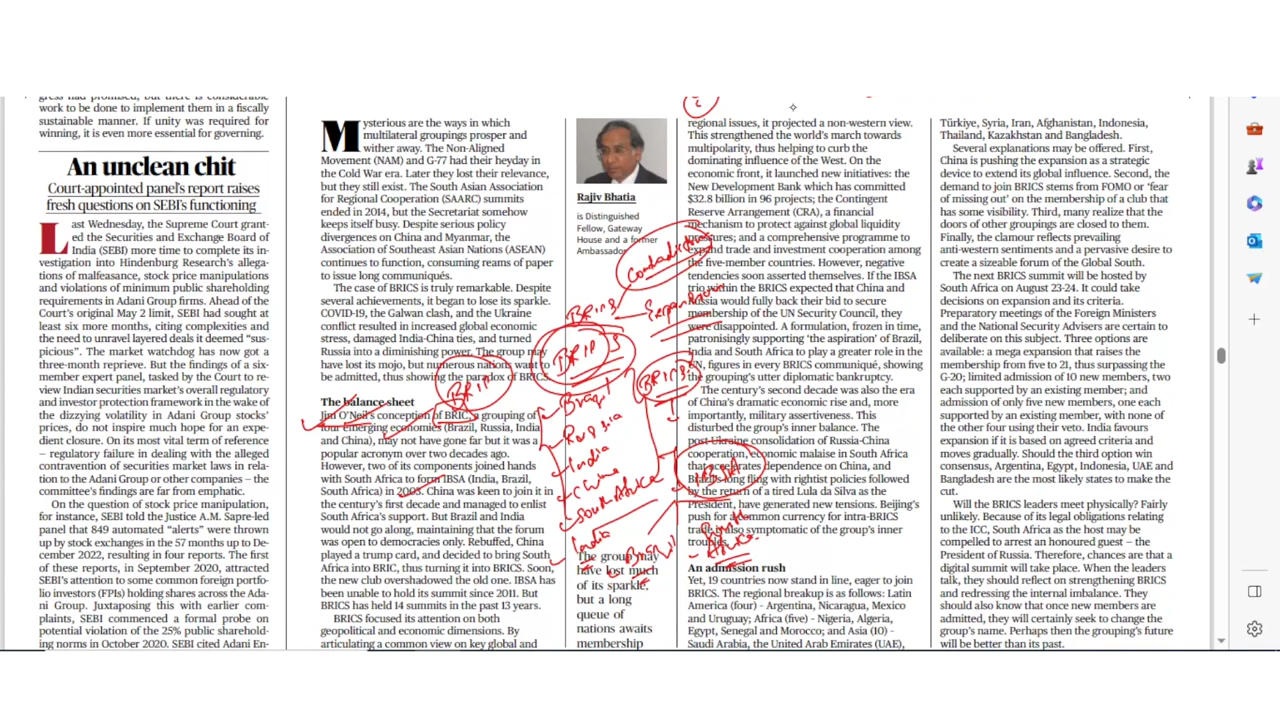 gress had promised, but there is considerable
work to be done to implement them in a fiscally
sustainable manner. If unity was required for
winning, it is even more essential for governing.
An unclean chit
Court-appointed panel's report raises
fresh questions on SEBI's functioning
Last Wednesday, the Supreme Court grant-
ed the Securities and Exchange Board of
India (SEBI) more time to complete its in-
vestigation into Hindenburg Research's allega-
tions of malfeasance, stock price manipulations
and violations of minimum public shareholding
requirements in Adani Group firms. Ahead of the
Court's original May 2 limit, SEBI had sought at
least six more months, citing complexities and
the need to unravel layered deals it deemed "sus-
picious". The market watchdog has now got a
three-month reprieve. But the findings of a six-
member expert panel, tasked by the Court to re-
view Indian securities market's overall regulatory
and investor protection framework in the wake of
the dizzying volatility in Adani Group stocks'
prices, do not inspire much hope for an expe-
dient closure. On its most vital term of reference
– regulatory failure in dealing with the alleged
contravention of securities market laws in rela-
tion to the Adani Group or other companies – the
committee's findings are far from emphatic.
On the question of stock price manipulation,
for instance, SEBI told the Justice A.M. Sapre-led
panel that 849 automated "alerts" were thrown
up by stock exchanges in the 57 months up to De-
cember 2022, resulting in four reports. The first
of these reports, in September 2020, attracted
SEBI's attention to some common foreign portfo-
lio investors (FPIs) holding shares across the Ada-
ni Group. Juxtaposing this with earlier com-
plaints, SEBI commenced a formal probe on
potential violation of the 25% public sharehold-
ing norms in October 2020. SEBI cited Adani En-
Mysterious are the ways in which
multilateral groupings prosper and
wither away. The Non-Aligned
Movement (NAM) and G-77 had their heyday in
the Cold War era. Later they lost their relevance,
but they still exist. The South Asian Association
for Regional Cooperation (SAARC) summits
ended in 2014, but the Secretariat somehow
keeps itself busy. Despite serious policy
divergences on China and Myanmar, the
Association of Southeast Asian Nations (ASEAN)
continues to function, consuming reams of paper
to issue long communiqués.
The case of BRICS is truly remarkable. Despite
several achievements, it began to lose its sparkle.
COVID-19, the Galwan clash, and the Ukraine
conflict resulted in increased global economic
stress, damaged India-China ties, and turned
Russia into a diminishing power. The group may
have lost its mojo, but numerous nations want to
be admitted, thus showing the paradox of BRICS.
The balance sheet
Jim O'Neil's conception of BRIC, a grouping of
four emerging economies (Brazil, Russia, India
and China), may not have gone far but it was a
popular acronym over two decades ago.
However, two of its components joined hands
with South Africa to form IBSA (India, Brazil,
South Africa) in 2003. China was keen to join it in
the century's first decade and managed to enlist
South Africa's support. But Brazil and India
would not go along, maintaining that the forum
was open to democracies only. Rebuffed, China
played a trump card, and decided to bring South
Africa into BRIC, thus turning it into BRICS. Soon,
the new club overshadowed the old one. IBSA has
been unable to hold its summit since 2011. But
BRICS has held 14 summits in the past 13 years.
BRICS focused its attention on both
geopolitical and economic dimensions. By
articulating a common view on key global and
Rajiv Bhatia
is Distinguished
Fellow, Gateway
House and a former
Ambassador
Contradictions
BRICS
Expansion
BRICS
Brazil
Russia
India
China
South Africa
India
Brazil
South
Africa
IBSA
The group may
have lost much
of its sparkle,
but a long
queue of
nations awaits
membership
regional issues, it projected a non-western view.
This strengthened the world's march towards
multipolarity, thus helping to curb the
dominating influence of the West. On the
economic front, it launched new initiatives: the
New Development Bank which has committed
$32.8 billion in 96 projects; the Contingent
Reserve Arrangement (CRA), a financial
mechanism to protect against global liquidity
pressures; and a comprehensive programme to
expand trade and investment cooperation among
the five-member countries. However, negative
tendencies soon asserted themselves. If the IBSA
trio within the BRICS expected that China and
Russia would fully back their bid to secure
membership of the UN Security Council, they
were disappointed. A formulation, frozen in time,
patronisingly supporting 'the aspiration' of Brazil,
India and South Africa to play a greater role in the
UN, figures in every BRICS communiqué, showing
the grouping's utter diplomatic bankruptcy.
The century's second decade was also the era
of China's dramatic economic rise and, more
importantly, military assertiveness. This
disturbed the group's inner balance. The
post-Ukraine consolidation of Russia-China
cooperation, economic malaise in South Africa
that accelerates dependence on China, and
Brazil's long fling with rightist policies followed
by the return of a tired Lula da Silva as the
President, have generated new tensions. Beijing's
push for a common currency for intra-BRICS
trade is also symptomatic of the group's inner
troubles.
An admission rush
Yet, 19 countries now stand in line, eager to join
BRICS. The regional breakup is as follows: Latin
America (four) - Argentina, Nicaragua, Mexico
and Uruguay; Africa (five) - Nigeria, Algeria,
Egypt, Senegal and Morocco; and Asia (10) -
Saudi Arabia, the United Arab Emirates (UAE),
Türkiye, Syria, Iran, Afghanistan, Indonesia,
Thailand, Kazakhstan and Bangladesh.
Several explanations may be offered. First,
China is pushing the expansion as a strategic
device to extend its global influence. Second, the
demand to join BRICS stems from FOMO or 'fear
of missing out' on the membership of a club that
has some visibility. Third, many realize that the
doors of other groupings are closed to them.
Finally, the clamour reflects prevailing
anti-western sentiments and a pervasive desire to
create a sizeable forum of the Global South.
The next BRICS summit will be hosted by
South Africa on August 23-24. It could take
decisions on expansion and its criteria.
Preparatory meetings of the Foreign Ministers
and the National Security Advisers are certain to
deliberate on this subject. Three options are
available: a mega expansion that raises the
membership from five to 21, thus surpassing the
G-20; limited admission of 10 new members, two
each supported by an existing member; and
admission of only five new members, one each
supported by an existing member, with none of
the other four using their veto. India favours
expansion if it is based on agreed criteria and
moves gradually. Should the third option win
consensus, Argentina, Egypt, Indonesia, UAE and
Bangladesh are the most likely states to make the
cut.
Will the BRICS leaders meet physically? Fairly
unlikely. Because of its legal obligations relating
to the ICC, South Africa as the host may be
compelled to arrest an honoured guest – the
President of Russia. Therefore, chances are that a
digital summit will take place. When the leaders
talk, they should reflect on strengthening BRICS
and redressing the internal imbalance. They
should also know that once new members are
admitted, they will certainly seek to change the
group's name. Perhaps then the grouping's future
will be better than its past.